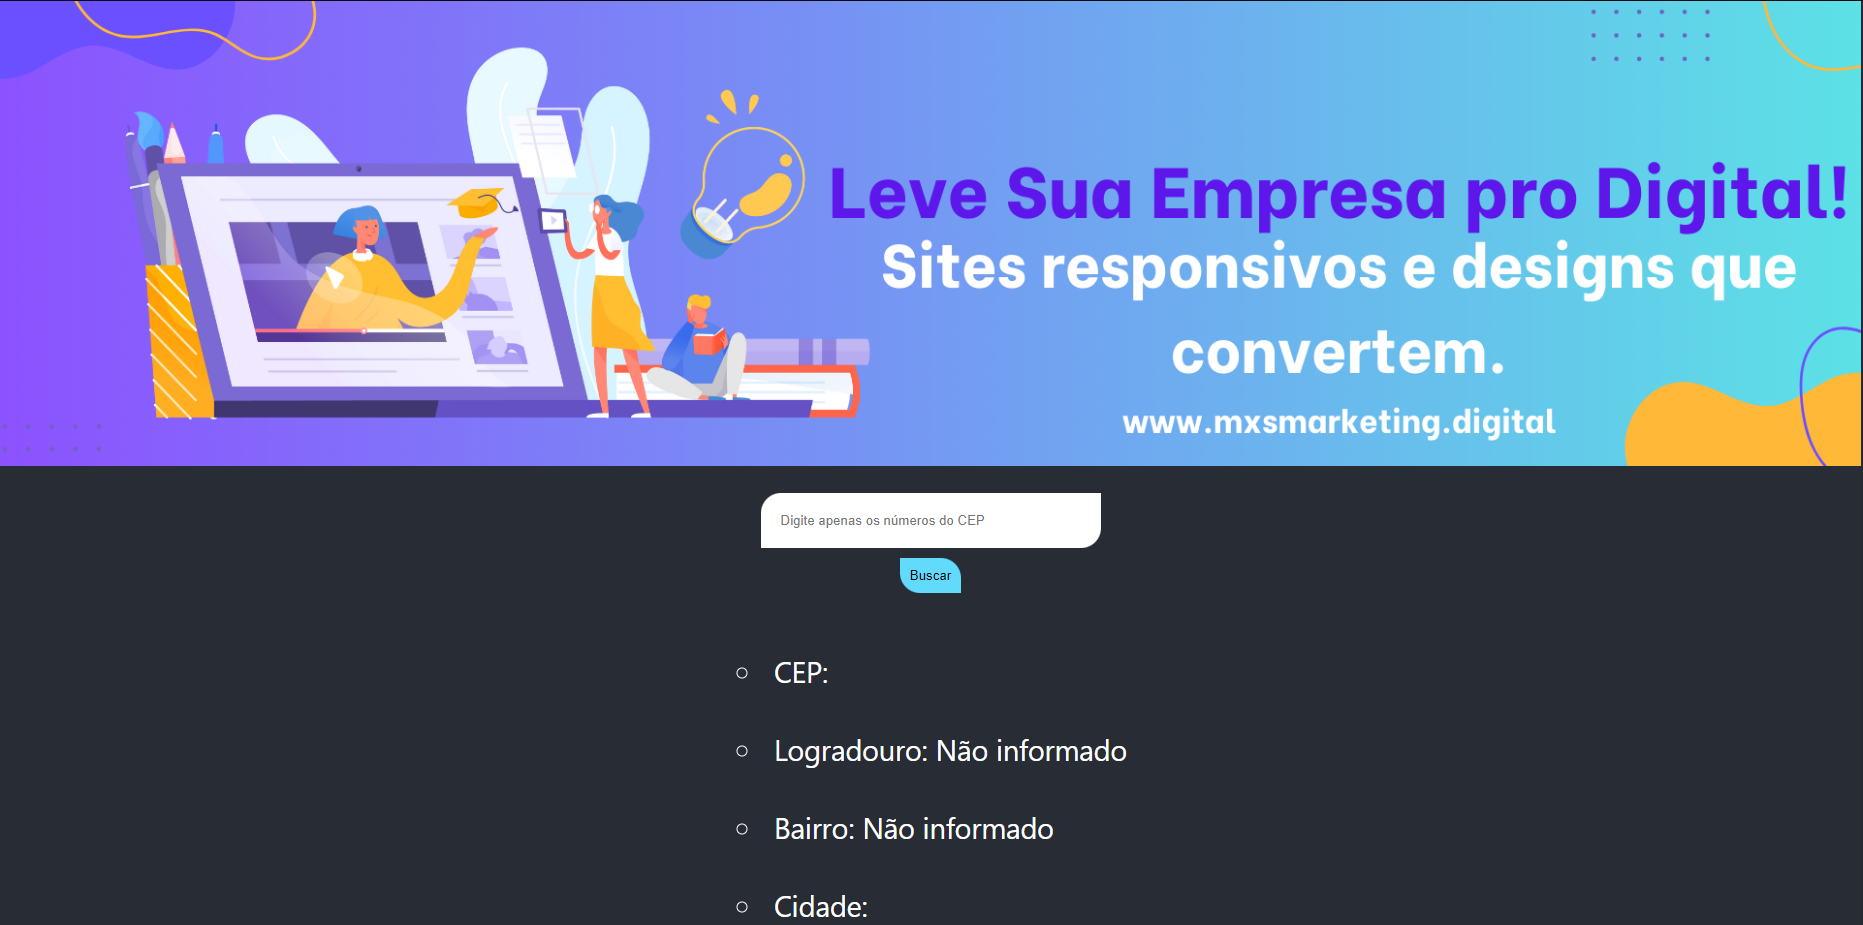 Leve Sua Empresa pro Digital!
Sites responsivos e designs que
convertem.
www.mxsmarketing.digital
Digite apenas os números do CEP
Buscar
CEP:
Logradouro: Não informado
Bairro: Não informado
Cidade: